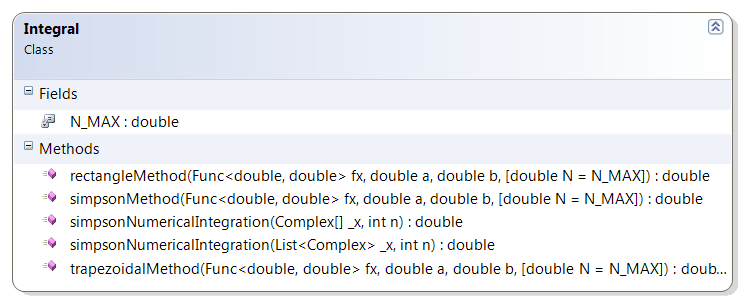 Integral
Class
Fields
N_MAX : double
Methods
rectangleMethod(Func<double, double> fx, double a, double b, [double N = N_MAX]) : double
simpsonMethod(Func<double, double> fx, double a, double b, [double N = N_MAX]) : double
simpsonNumericalIntegration(Complex[] _x, int n) : double
simpsonNumericalIntegration(List<Complex> _x, int n) : double
trapezoidalMethod(Func<double, double> fx, double a, double b, [double N = N_MAX]) : doub...